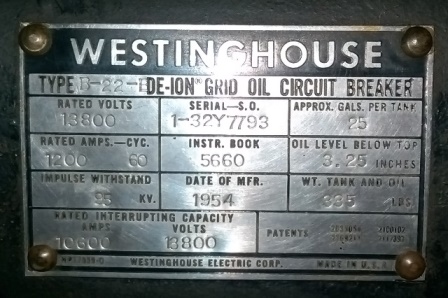 WESTINGHOUSE
TYPE B-22-B DE-ION GRID OIL CIRCUIT BREAKER
RATED VOLTS SERIAL—S.O. APPROX. GALS. PER TANK
13800 1-32Y7793 25
RATED AMPS.—CYC. INSTR. BOOK OIL LEVEL BELOW TOP
1200 60 5660 3.25 INCHES
IMPULSE WITHSTAND DATE OF MFR. WT. TANK AND OIL
95 KV. 1954 335 LBS.
RATED INTERRUPTING CAPACITY
AMPS VOLTS PATENTS
10600 13800
WESTINGHOUSE ELECTRIC CORP. MADE IN U.S.A.